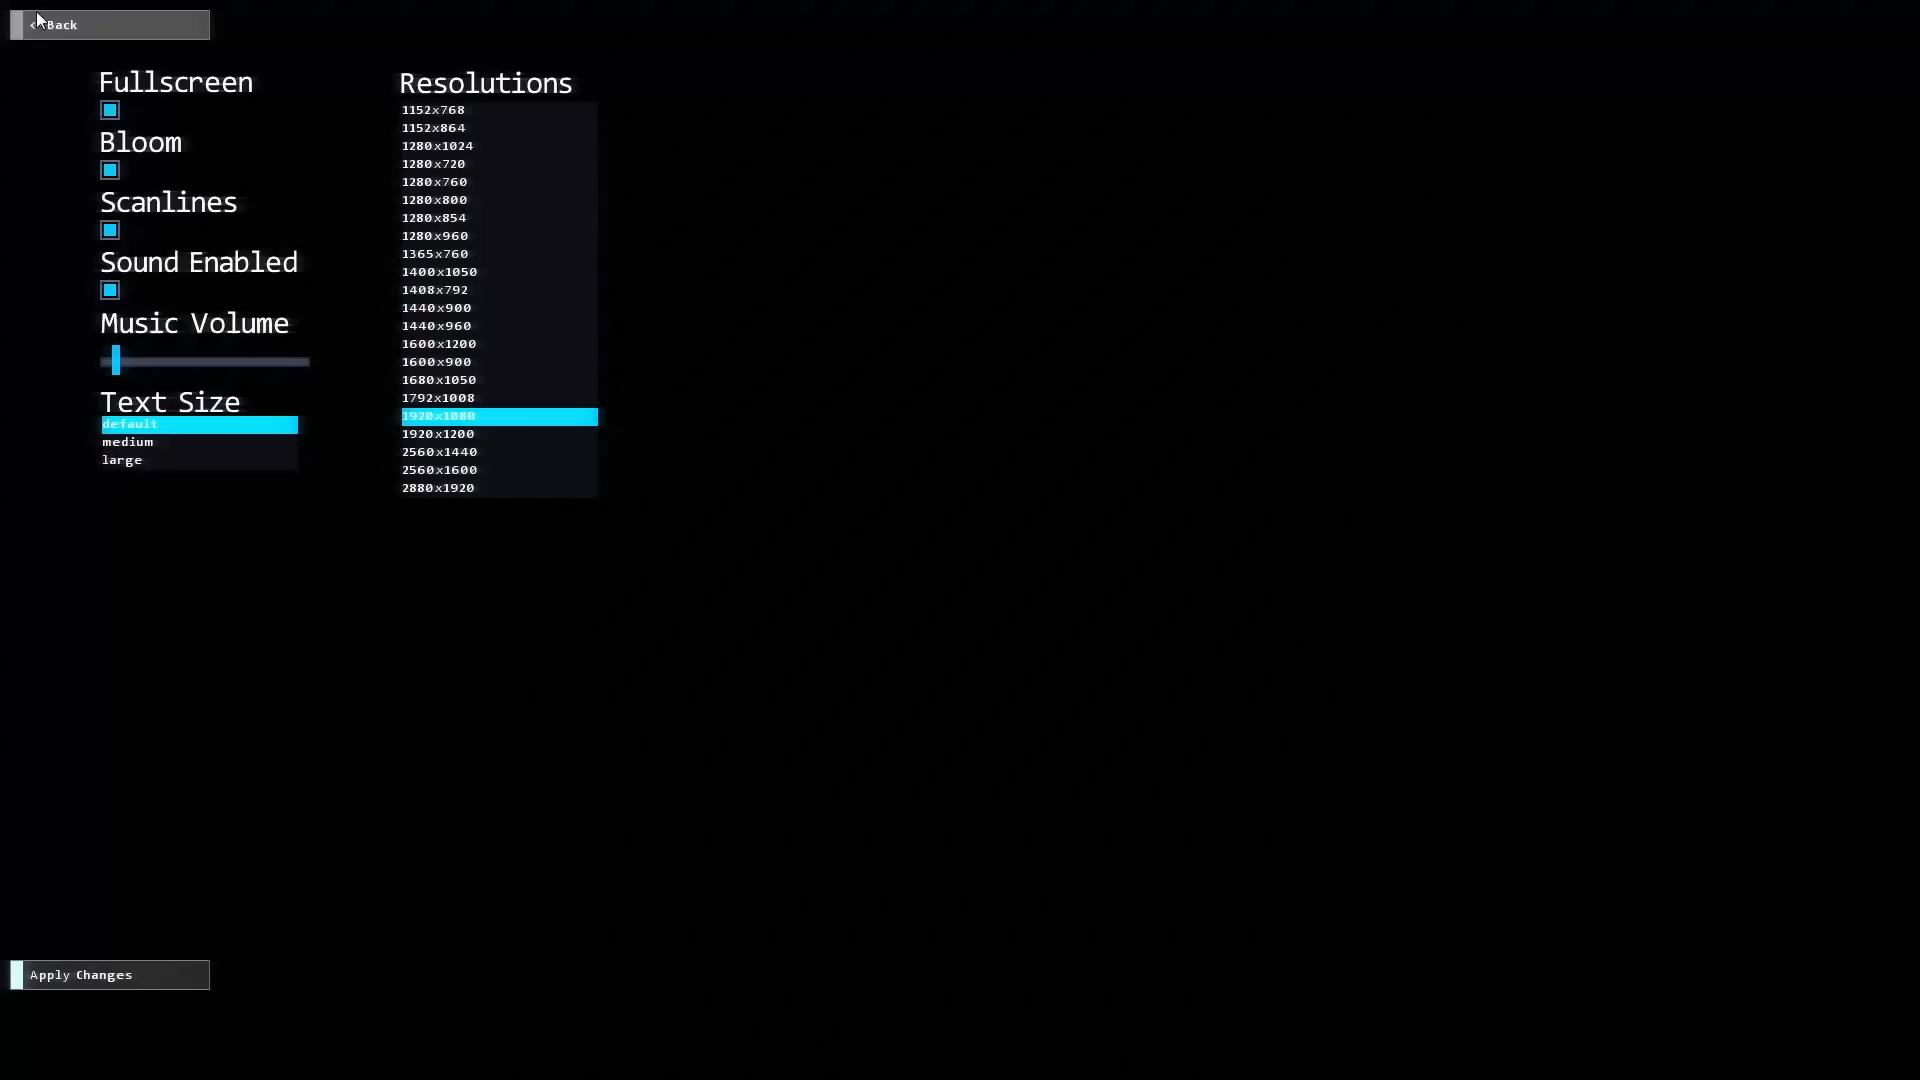 <- Back
Fullscreen
Bloom
Scanlines
Sound Enabled
Music Volume
Text Size
default
medium
large
Resolutions
1152x768
1152x864
1280x1024
1280x720
1280x760
1280x800
1280x854
1280x960
1365x760
1400x1050
1408x792
1440x900
1440x960
1600x1200
1600x900
1680x1050
1792x1008
1920x1080
1920x1200
2560x1440
2560x1600
2880x1920
Apply Changes